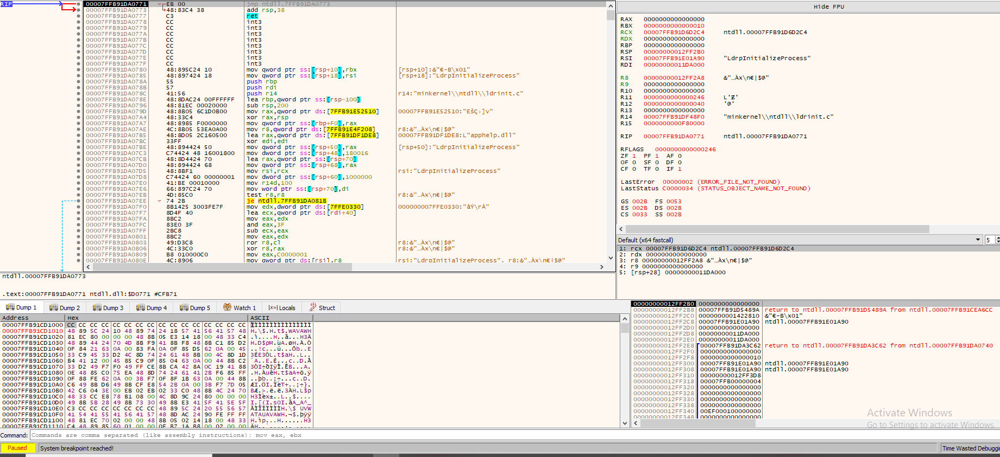 RIP
00007FFB91DA0771 EB 00 jmp ntdll.7FFB91DA0773
00007FFB91DA0773 48:83C4 38 add rsp,38
00007FFB91DA0777 C3 ret
00007FFB91DA0778 CC int3
00007FFB91DA0779 CC int3
00007FFB91DA077A CC int3
00007FFB91DA077B CC int3
00007FFB91DA077C CC int3
00007FFB91DA077D CC int3
00007FFB91DA077E CC int3
00007FFB91DA077F CC int3
00007FFB91DA0780 48:895C24 10 mov qword ptr ss:[rsp+10],rbx [rsp+10]:&"€-B\x01"
00007FFB91DA0785 48:897424 18 mov qword ptr ss:[rsp+18],rsi [rsp+18]:"LdrpInitializeProcess"
00007FFB91DA078A 55 push rbp
00007FFB91DA078B 57 push rdi
00007FFB91DA078C 41:56 push r14 r14:"minkernel\\ntdll\\ldrinit.c"
00007FFB91DA078E 48:8DAC24 00FFFFFF lea rbp,qword ptr ss:[rsp-100]
00007FFB91DA0796 48:81EC 00020000 sub rsp,200
00007FFB91DA079D 48:8B05 6C1D0B00 mov rax,qword ptr ds:[7FFB91E52510] 00007FFB91E52510:"EŠÇ›]v"
00007FFB91DA07A4 48:33C4 xor rax,rsp
00007FFB91DA07A7 48:8985 F0000000 mov qword ptr ss:[rbp+F0],rax
00007FFB91DA07AE 4C:8B05 53EA0A00 mov r8,qword ptr ds:[7FFB91E4F208] r8:&"…Àx\n€|$@"
00007FFB91DA07B5 48:8D05 2C160500 lea rax,qword ptr ds:[7FFB91DF1DE8] 00007FFB91DF1DE8:L"apphelp.dll"
00007FFB91DA07BC 33FF xor edi,edi
00007FFB91DA07BE 48:894424 50 mov qword ptr ss:[rsp+50],rax [rsp+50]:"LdrpInitializeProcess"
00007FFB91DA07C3 C74424 48 16001800 mov dword ptr ss:[rsp+48],180016
00007FFB91DA07CB 48:8D4424 70 lea rax,qword ptr ss:[rsp+70]
00007FFB91DA07D0 48:894424 68 mov qword ptr ss:[rsp+68],rax
00007FFB91DA07D5 48:8BF1 mov rsi,rcx rsi:"LdrpInitializeProcess"
00007FFB91DA07D8 C74424 60 00000001 mov dword ptr ss:[rsp+60],1000000
00007FFB91DA07E0 41:BE 00010000 mov r14d,100
00007FFB91DA07E6 66:897C24 70 mov word ptr ss:[rsp+70],di
00007FFB91DA07EB 4D:85C0 test r8,r8 r8:&"…Àx\n€|$@"
00007FFB91DA07EE 74 2B je ntdll.7FFB91DA081B
00007FFB91DA07F0 8B1425 3003FE7F mov edx,dword ptr ds:[7FFE0330] 000000007FFE0330:"åÝ\rÂ"
00007FFB91DA07F7 8D4F 40 lea ecx,qword ptr ds:[rdi+40]
00007FFB91DA07FA 8BC2 mov eax,edx
00007FFB91DA07FC 83E0 3F and eax,3F
00007FFB91DA07FF 2BC8 sub ecx,eax
00007FFB91DA0801 8BC2 mov eax,edx
00007FFB91DA0803 49:D3C8 ror r8,cl r8:&"…Àx\n€|$@"
00007FFB91DA0806 4C:33C0 xor r8,rax r8:&"…Àx\n€|$@"
00007FFB91DA0809 B8 010000C0 mov eax,C0000001
00007FFB91DA080E 4C:8906 mov qword ptr ds:[rsi],r8 rsi:"LdrpInitializeProcess", r8:&"…Àx\n€|$@"
ntdll.00007FFB91DA0773
.text:00007FFB91DA0771 ntdll.dll:$D0771 #CFB71
Hide FPU
RAX 0000000000000000
RBX 0000000000000010
RCX 00007FFB91D6D2C4 ntdll.00007FFB91D6D2C4
RDX 0000000000000000
RBP 0000000000000000
RSP 00000000012FF2B0
RSI 00007FFB91E01A90 "LdrpInitializeProcess"
RDI 00000000011DA000
R8 00000000012FF2A8 &"…Àx\n€|$@"
R9 0000000000000000
R10 0000000000000000
R11 0000000000000246
R12 0000000000000040 '@'
R13 0000000000000000
R14 00007FFB91DF48F0 "minkernel\\ntdll\\ldrinit.c"
R15 0000000000F80000
RIP 00007FFB91DA0771 ntdll.00007FFB91DA0771
RFLAGS 0000000000000246
ZF 1 PF 1 AF 0
OF 0 SF 0 DF 0
CF 0 TF 0 IF 1
LastError 00000002 (ERROR_FILE_NOT_FOUND)
LastStatus C0000034 (STATUS_OBJECT_NAME_NOT_FOUND)
GS 002B FS 0053
ES 002B DS 002B
CS 0033 SS 002B
Default (x64 fastcall) 5
1: rcx 00007FFB91D6D2C4 ntdll.00007FFB91D6D2C4
2: rdx 0000000000000000
3: r8 00000000012FF2A8 &"…Àx\n€|$@"
4: r9 0000000000000000
5: [rsp+28] 00000000011DA000
Dump 1 Dump 2 Dump 3 Dump 4 Dump 5 Watch 1 [x=] Locals Struct
Address Hex ASCII
00007FFB91CD1000 CC CC CC CC CC CC CC CC CC CC CC CC CC CC CC CC ÌÌÌÌÌÌÌÌÌÌÌÌÌÌÌÌ
00007FFB91CD1010 48 89 5C 24 10 48 89 74 24 18 57 41 56 41 57 48 H.\$.H.t$.WAVAWH
00007FFB91CD1020 81 EC 80 00 00 00 48 8B 05 E3 14 18 00 48 33 C4
00007FFB91CD1030 48 89 44 24 70 4D 8B F9 41 8B F8 48 8B C1 85 D2
00007FFB91CD1040 0F 84 21 63 0A 00 83 FA 0A 0F 85 D5 62 0A 00 45
00007FFB91CD1050 33 C9 45 33 D2 4C 8D 74 24 61 48 8B 00 4C 8D 1D
00007FFB91CD1060 B4 41 12 00 45 85 C9 0F 85 04 63 0A 00 44 8B C2
00007FFB91CD1070 33 D2 49 F7 F0 49 FF CE 8B CA 42 8A 0C 19 41 88
00007FFB91CD1080 0E 48 85 C0 75 EA 48 8D 74 24 61 41 2B F6 85 FF
00007FFB91CD1090 0F 88 FE 62 0A 00 3B F7 0F 8F 1B 63 0A 00 44 8B
00007FFB91CD10A0 C6 49 8B D6 49 8B CF E8 54 2B 0A 00 3B F7 7D 05
00007FFB91CD10B0 42 C6 04 3E 00 EB 02 EB 02 33 C0 48 8B 4C 24 70
00007FFB91CD10C0 48 33 CC E8 78 B1 08 00 4C 8D 9C 24 80 00 00 00
00007FFB91CD10D0 49 8B 5B 28 49 8B 73 30 49 8B E3 41 5F 41 5E 5F
00007FFB91CD10E0 C3 CC CC CC CC CC CC CC 48 89 5C 24 20 55 56 57
00007FFB91CD10F0 41 54 41 55 41 56 41 57 48 8D AC 24 90 FE FF FF
00007FFB91CD1100 48 81 EC 70 02 00 00 48 8B 05 02 14 18 00 48 33
00007FFB91CD1110 C4 48 89 85 60 01 00 00 0F B7 1A B8 00 02 00 00
00000000012FF2B0 0000000000000000
00000000012FF2B8 00007FFB91D5489A return to ntdll.00007FFB91D5489A from ntdll.00007FFB91CEA6CC
00000000012FF2C0 0000000001422810 &"€-B\x01"
00000000012FF2C8 00007FFB91E01A90 ntdll.00007FFB91E01A90
00000000012FF2D0 0000000000000000
00000000012FF2D8 00000000011DA000
00000000012FF2E0 00000000011DA000
00000000012FF2E8 00007FFB91DA3C62 return to ntdll.00007FFB91DA3C62 from ntdll.00007FFB91DA0740
00000000012FF2F0 0000000000000000
00000000012FF2F8 0000000000000010
00000000012FF300 00007FFB91E01A90 ntdll.00007FFB91E01A90
00000000012FF308 00007FFB91E01A90 ntdll.00007FFB91E01A90
00000000012FF310 00000000012FF3D8
00000000012FF318 00007FFB00000004
00000000012FF320 0000000000000000
00000000012FF328 0000000000000000
00000000012FF330 0000000000000000
00000000012FF338 0000000000000000
00000000012FF340 00EF000100000000
00000000012FF348 0000000000000000
Activate Windows
Go to Settings to activate Windows.
Command: Commands are comma separated (like assembly instructions): mov eax, ebx
Paused System breakpoint reached! Time Wasted Debuggi